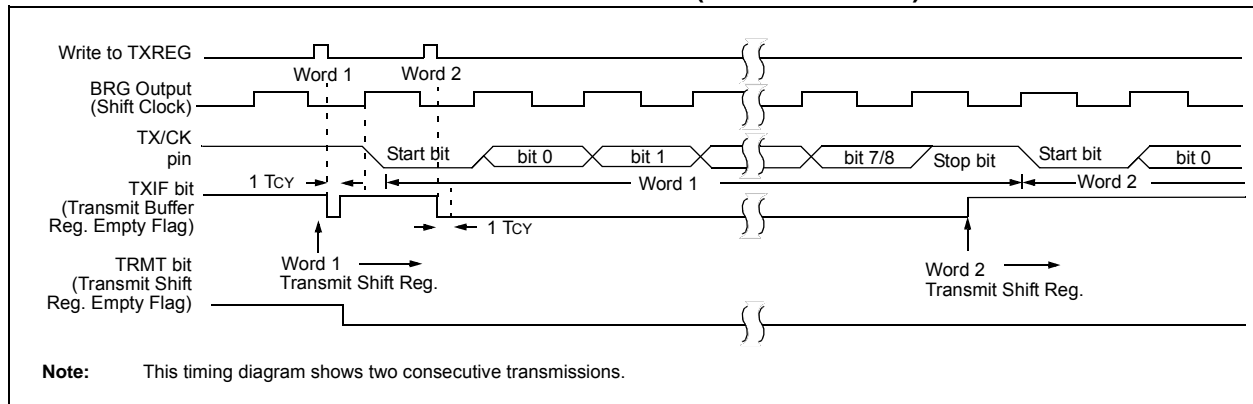 Write to TXREG
Word 1
Word 2
BRG Output
(Shift Clock)
TX/CK
pin
Start bit
bit 0
bit 1
bit 7/8
Stop bit
Start bit
bit 0
1 TCY
Word 1
Word 2
TXIF bit
(Transmit Buffer
Reg. Empty Flag)
1 TCY
Word 1
Transmit Shift Reg.
Word 2
Transmit Shift Reg.
TRMT bit
(Transmit Shift
Reg. Empty Flag)
Note: This timing diagram shows two consecutive transmissions.